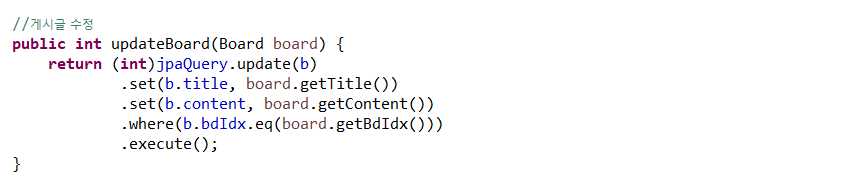 //게시글 수정
public int updateBoard(Board board) {
    return (int)jpaQuery.update(b)
            .set(b.title, board.getTitle())
            .set(b.content, board.getContent())
            .where(b.bdIdx.eq(board.getBdIdx()))
            .execute();
}